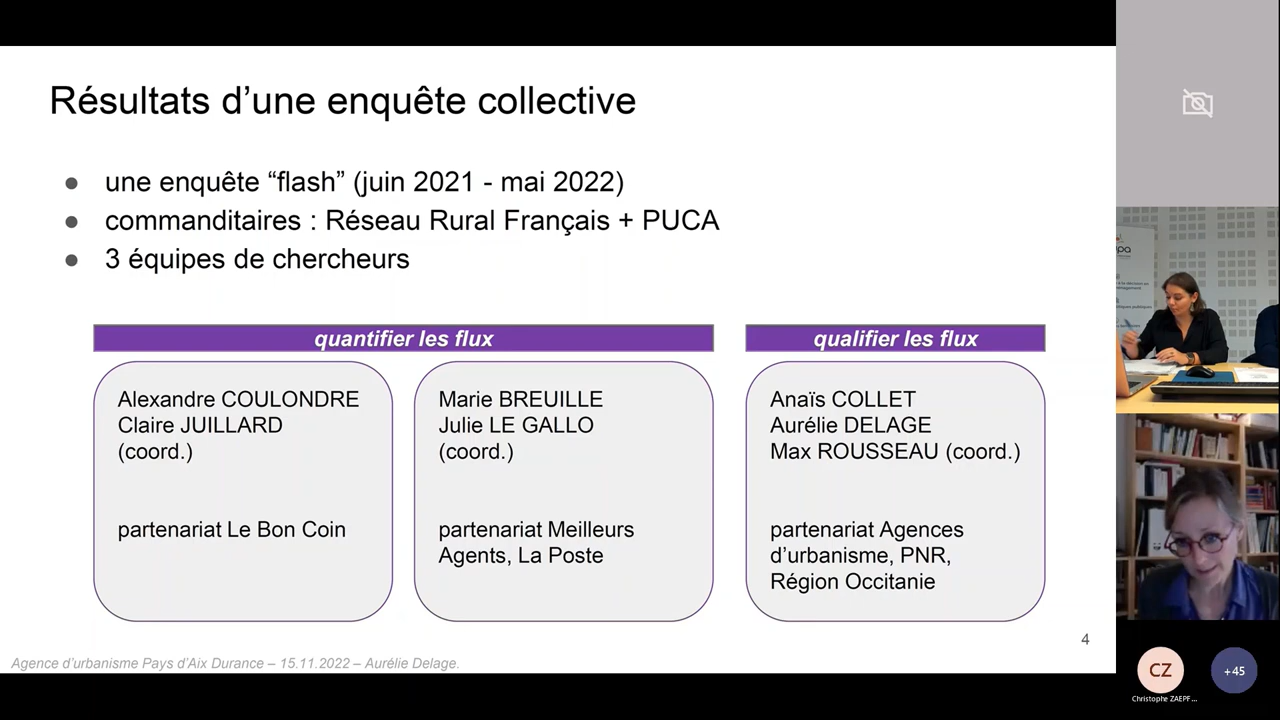 Résultats d’une enquête collective
● une enquête “flash” (juin 2021 - mai 2022)
● commanditaires : Réseau Rural Français + PUCA
● 3 équipes de chercheurs
quantifier les flux
Alexandre COULONDRE
Claire JUILLARD
(coord.)
partenariat Le Bon Coin
Marie BREUILLE
Julie LE GALLO
(coord.)
partenariat Meilleurs
Agents, La Poste
qualifier les flux
Anaïs COLLET
Aurélie DELAGE
Max ROUSSEAU (coord.)
partenariat Agences
d’urbanisme, PNR,
Région Occitanie
4
Agence d’urbanisme Pays d’Aix Durance – 15.11.2022 – Aurélie Delage.
CZ
+45
Christophe ZAEPF...